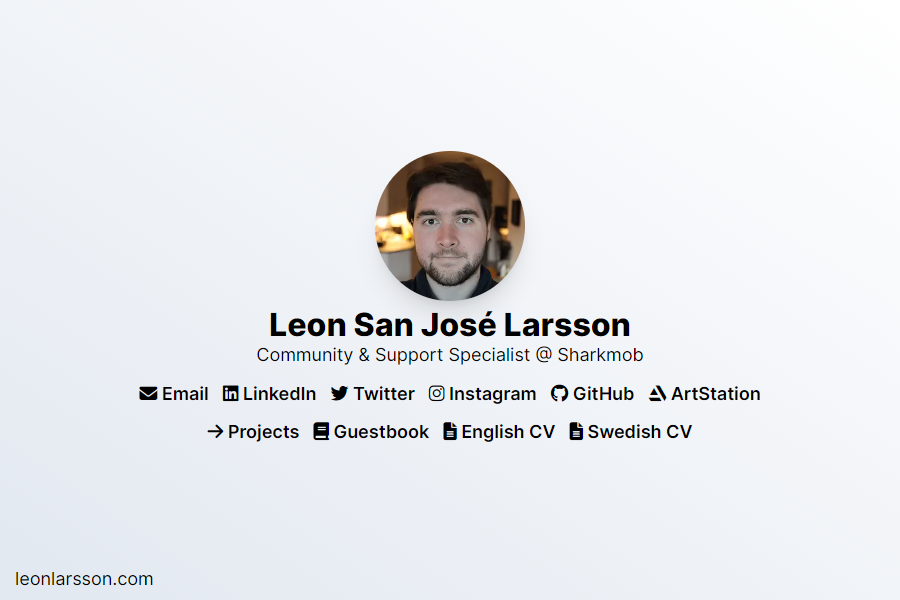 Leon San José Larsson
Community & Support Specialist @ Sharkmob
Email LinkedIn Twitter Instagram GitHub ArtStation
Projects Guestbook English CV Swedish CV
leonlarsson.com